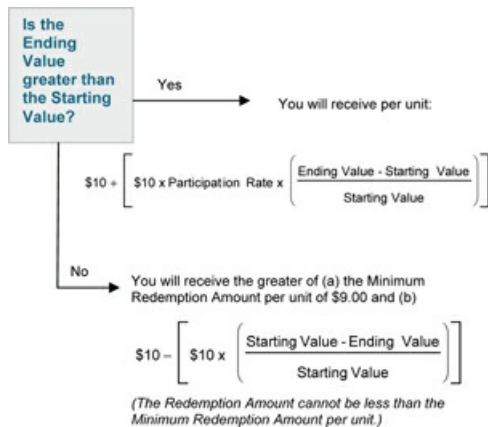 Is the
Ending
Value
greater than
the Starting
Value?
Yes
You will receive per unit:
$10 + [ $10 x Participation Rate x ( Ending Value - Starting Value
Starting Value ) ]
No
You will receive the greater of (a) the Minimum
Redemption Amount per unit of $9.00 and (b)
$10 – [ $10 x ( Starting Value - Ending Value
Starting Value ) ]
(The Redemption Amount cannot be less than the
Minimum Redemption Amount per unit.)